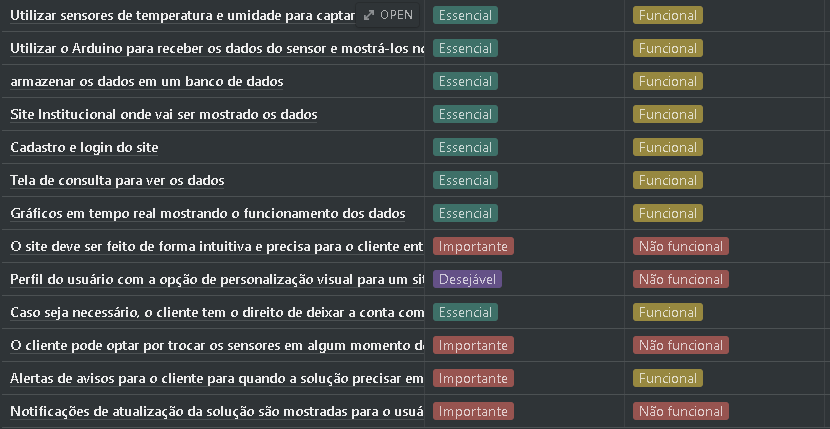 Utilizar sensores de temperatura e umidade para captar OPEN Essencial Funcional
Utilizar o Arduino para receber os dados do sensor e mostrá-los no Essencial Funcional
armazenar os dados em um banco de dados Essencial Funcional
Site Institucional onde vai ser mostrado os dados Essencial Funcional
Cadastro e login do site Essencial Funcional
Tela de consulta para ver os dados Essencial Funcional
Gráficos em tempo real mostrando o funcionamento dos dados Essencial Funcional
O site deve ser feito de forma intuitiva e precisa para o cliente Importante Não funcional
Perfil do usuário com a opção de personalização visual para um Desejável Não funcional
Caso seja necessário, o cliente tem o direito de deixar a conta Essencial Funcional
O cliente pode optar por trocar os sensores em algum momento Importante Não funcional
Alertas de avisos para o cliente para quando a solução precisar Importante Funcional
Notificações de atualização da solução são mostradas para o Importante Não funcional